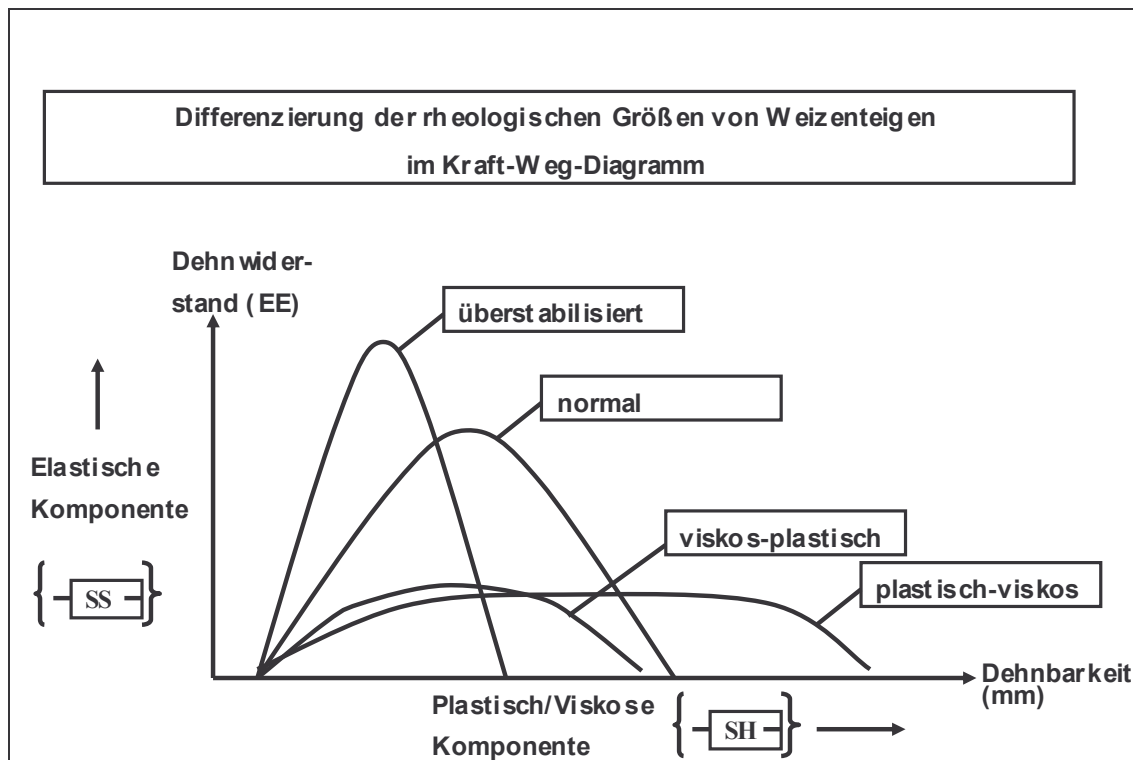 Differenzierung der rheologischen Größen von Weizenteigen
im Kraft-Weg-Diagramm
Dehnwider-
stand (EE)
überstabilisiert
normal
Elastische
Komponente
viskos-plastisch
SS
plastisch-viskos
Dehnbarkeit
(mm)
Plastisch/Viskose
Komponente
SH